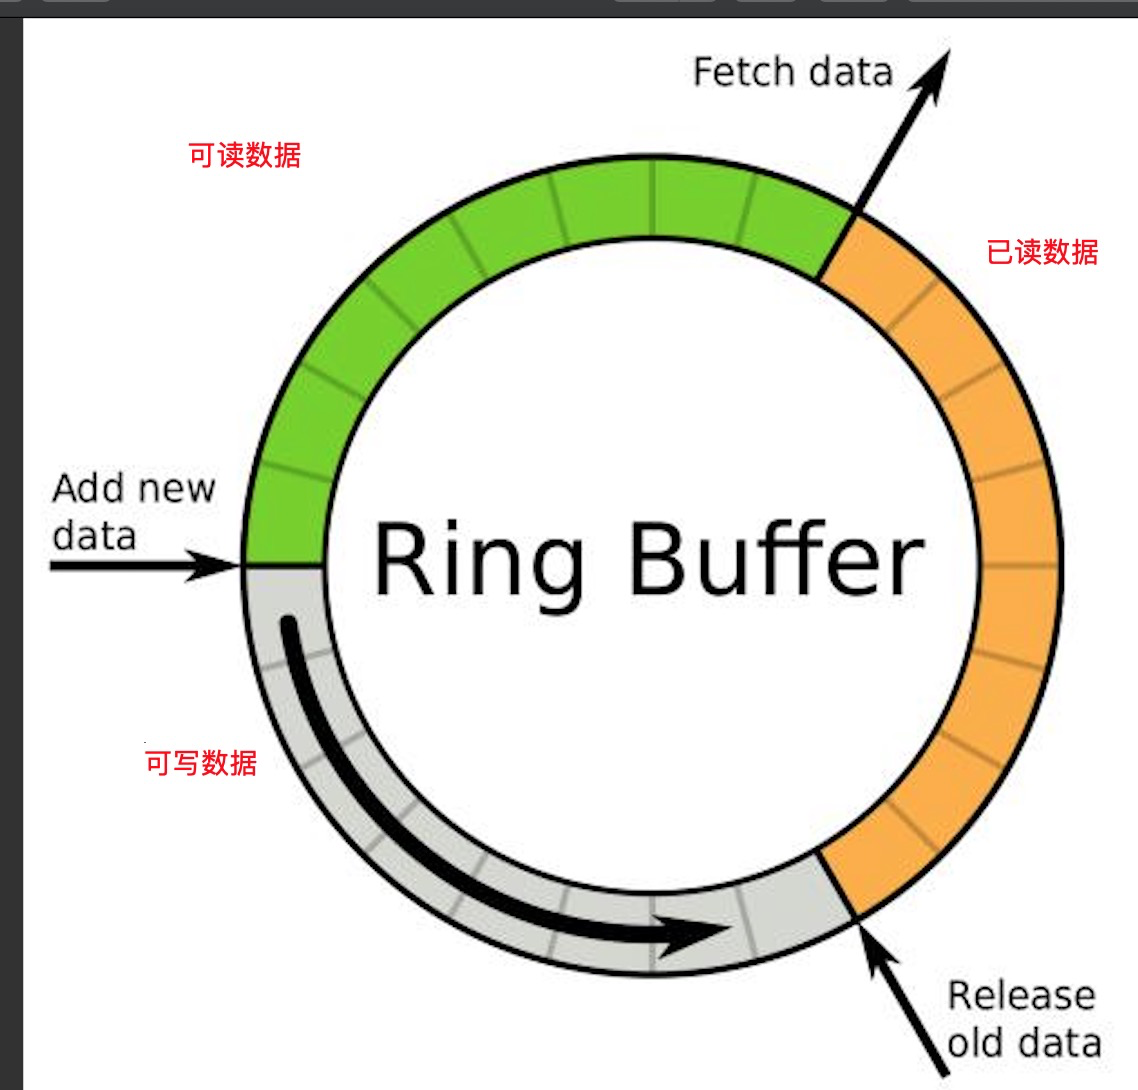 Fetch data
可读数据
已读数据
Add new
data
Ring Buffer
可写数据
Release
old data